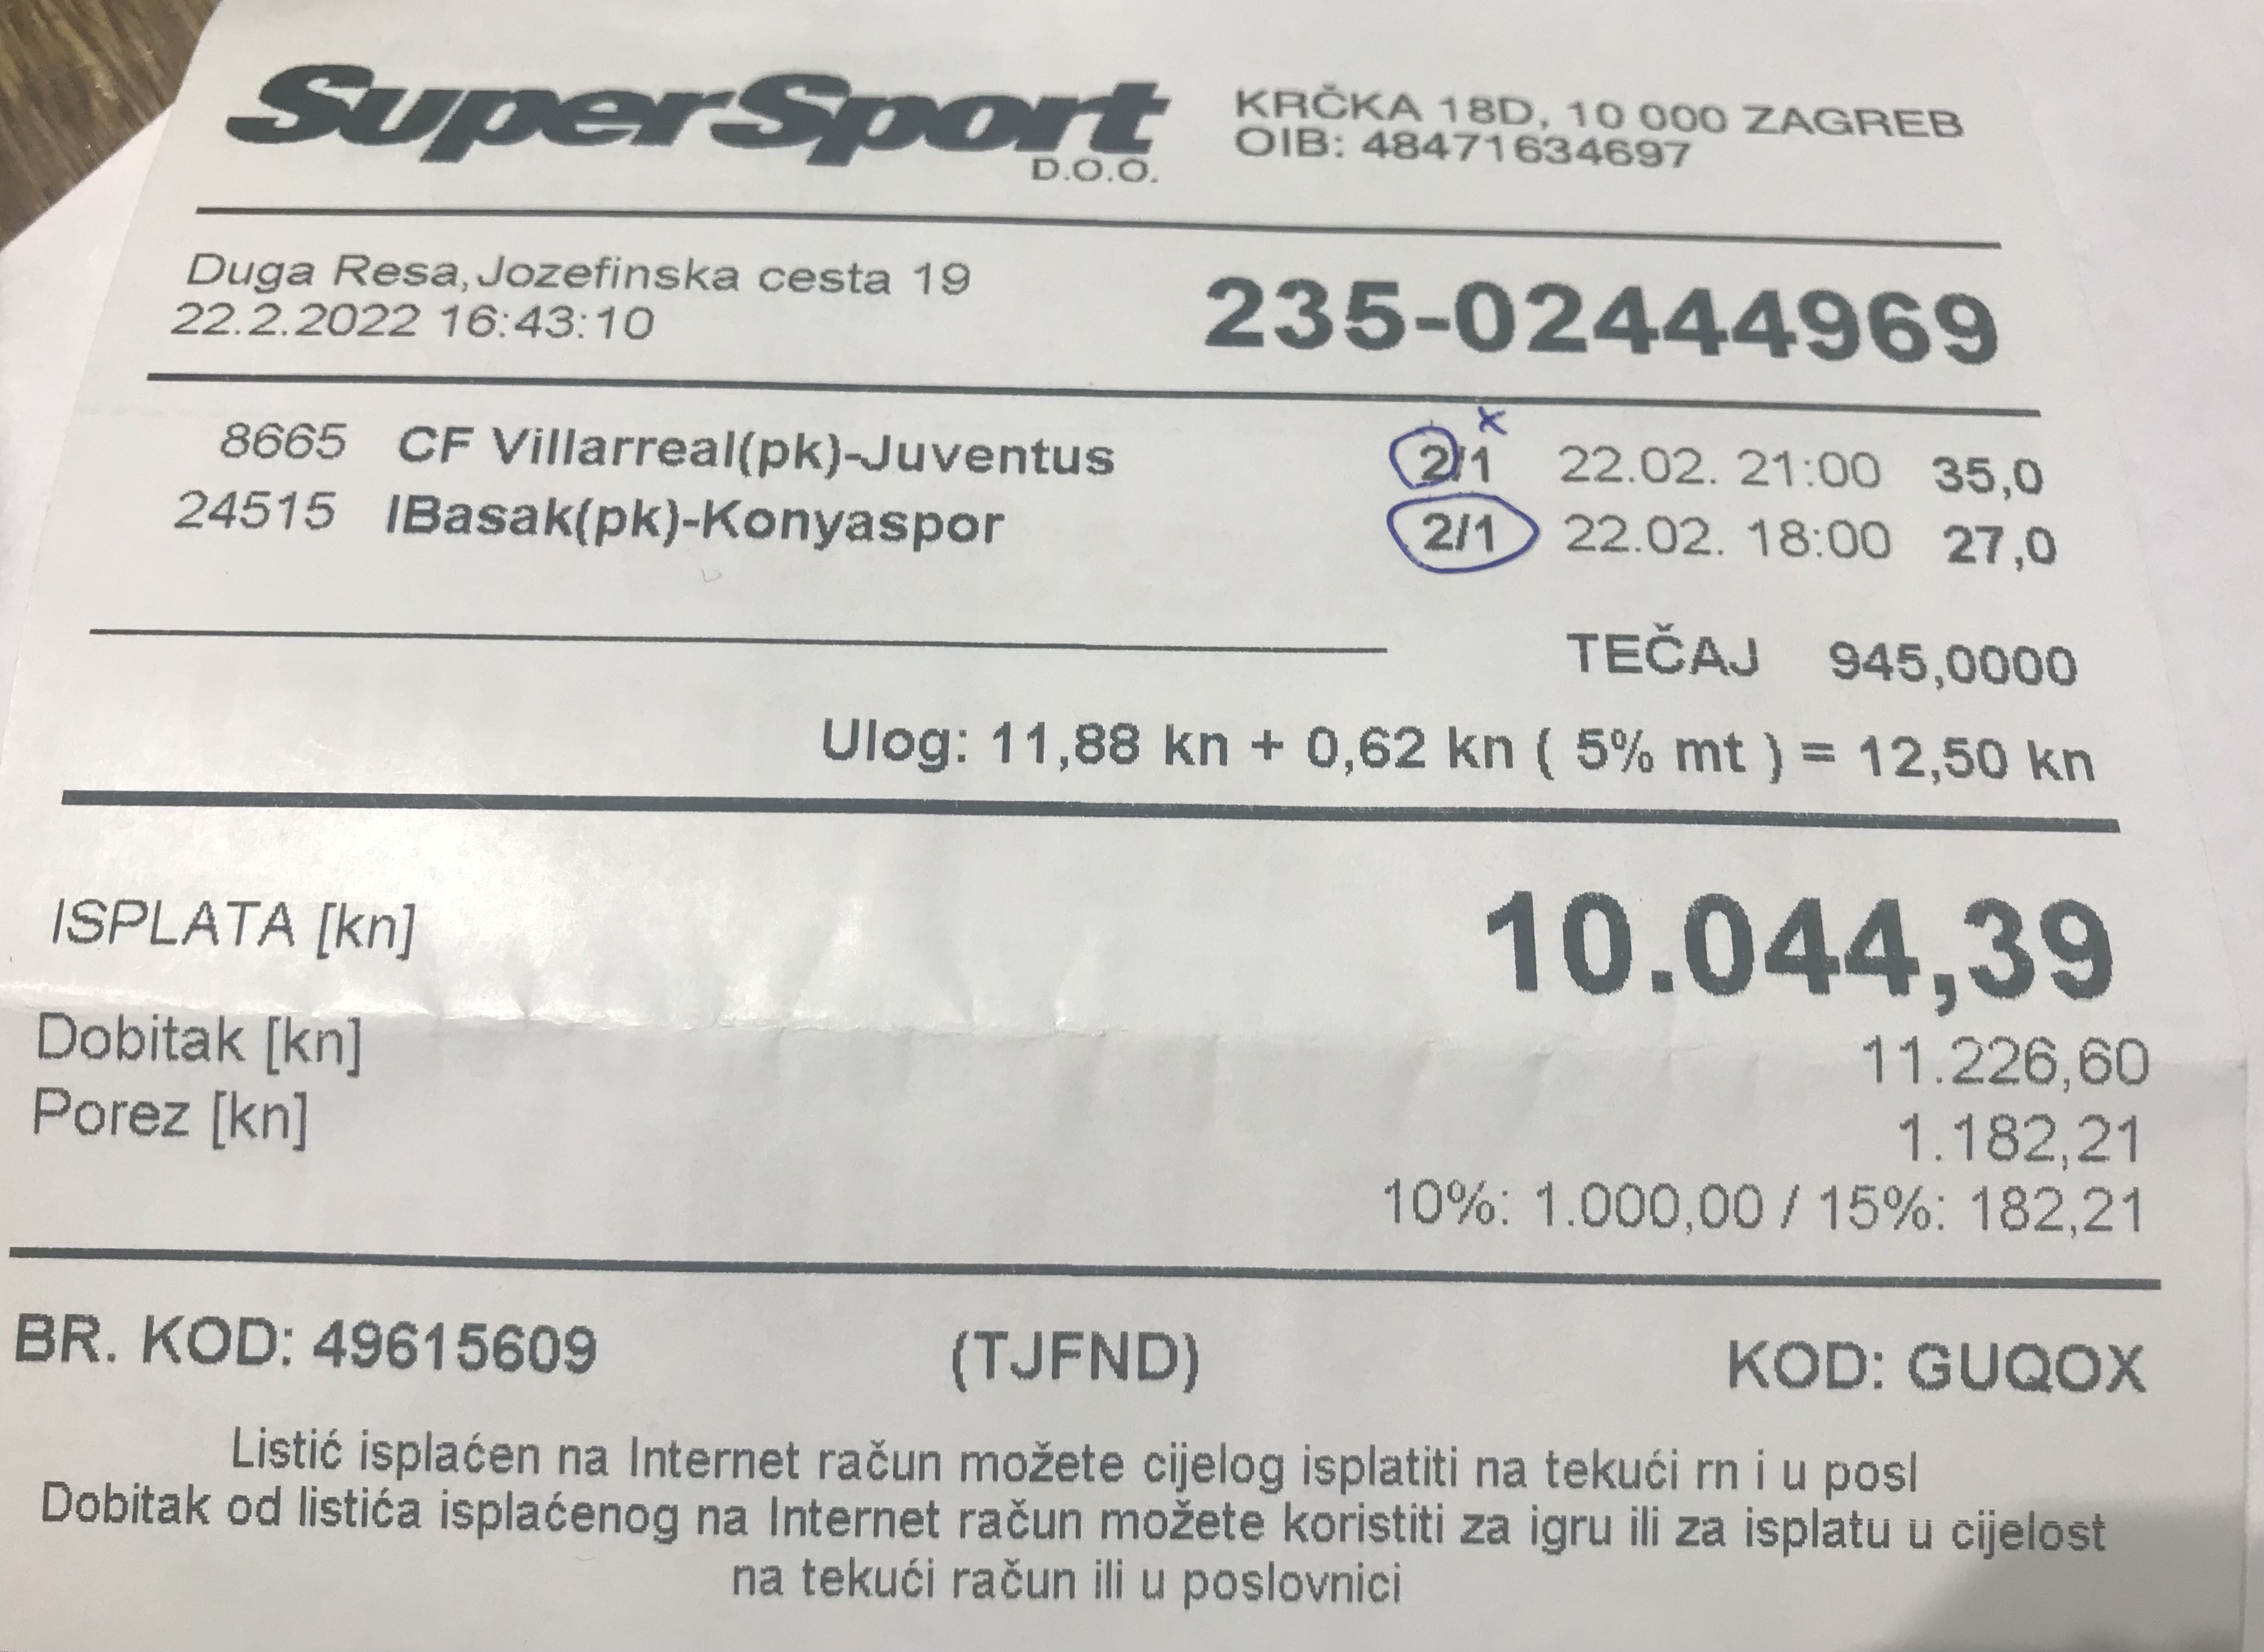 SuperSport
D.O.O.
KRČKA 18D, 10 000 ZAGREB
OIB: 48471634697
Duga Resa,Jozefinska cesta 19
22.2.2022 16:43:10
235-02444969
x
8665 CF Villarreal(pk)-Juventus 2/1 22.02. 21:00 35,0
24515 IBasak(pk)-Konyaspor 2/1 22.02. 18:00 27,0
TEČAJ 945,0000
Ulog: 11,88 kn + 0,62 kn ( 5% mt ) = 12,50 kn
ISPLATA [kn] 10.044,39
Dobitak [kn] 11.226,60
Porez [kn] 1.182,21
10%: 1.000,00 / 15%: 182,21
BR. KOD: 49615609 (TJFND) KOD: GUQOX
Listić isplaćen na Internet račun možete cijelog isplatiti na tekući rn i u posl
Dobitak od listića isplaćenog na Internet račun možete koristiti za igru ili za isplatu u cijelost
na tekući račun ili u poslovnici